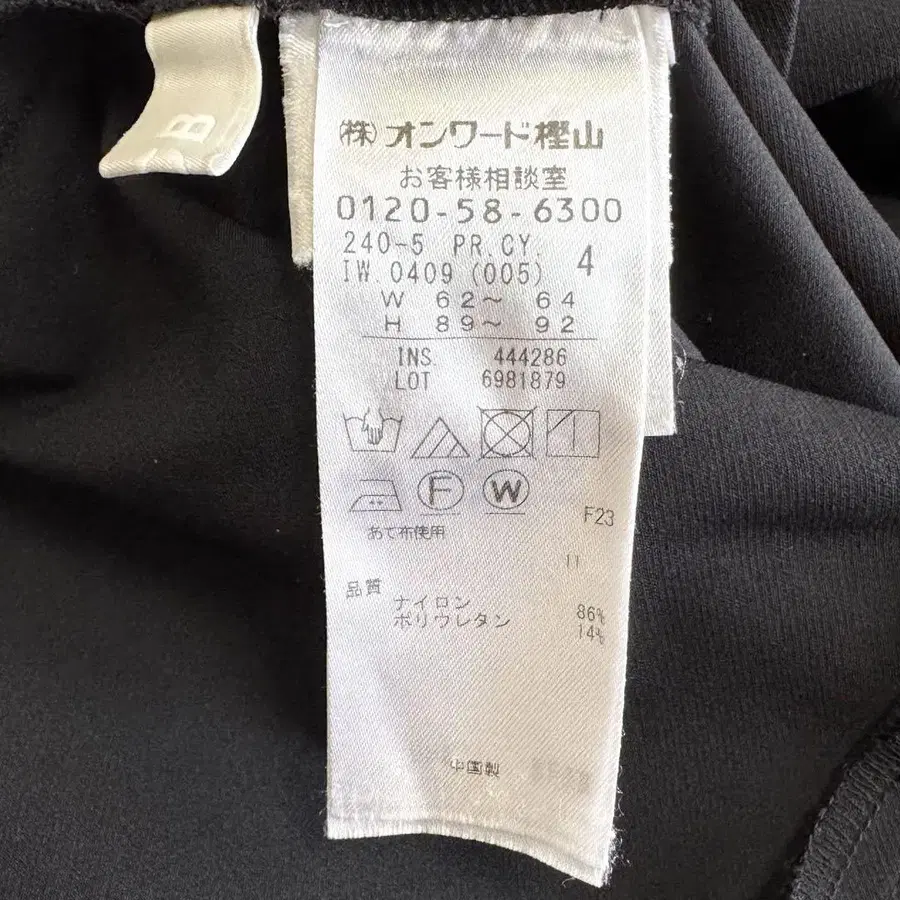 B
(株)オンワード樫山
お客様相談室
0120-58-6300
240-5 PR.CY.
IW.0409 (005) 4
W 62〜 64
H 89〜 92
INS. 444286
LOT 6981879
F W
あて布使用
F23
11
品質
ナイロン 86%
ポリウレタン 14%
中国製